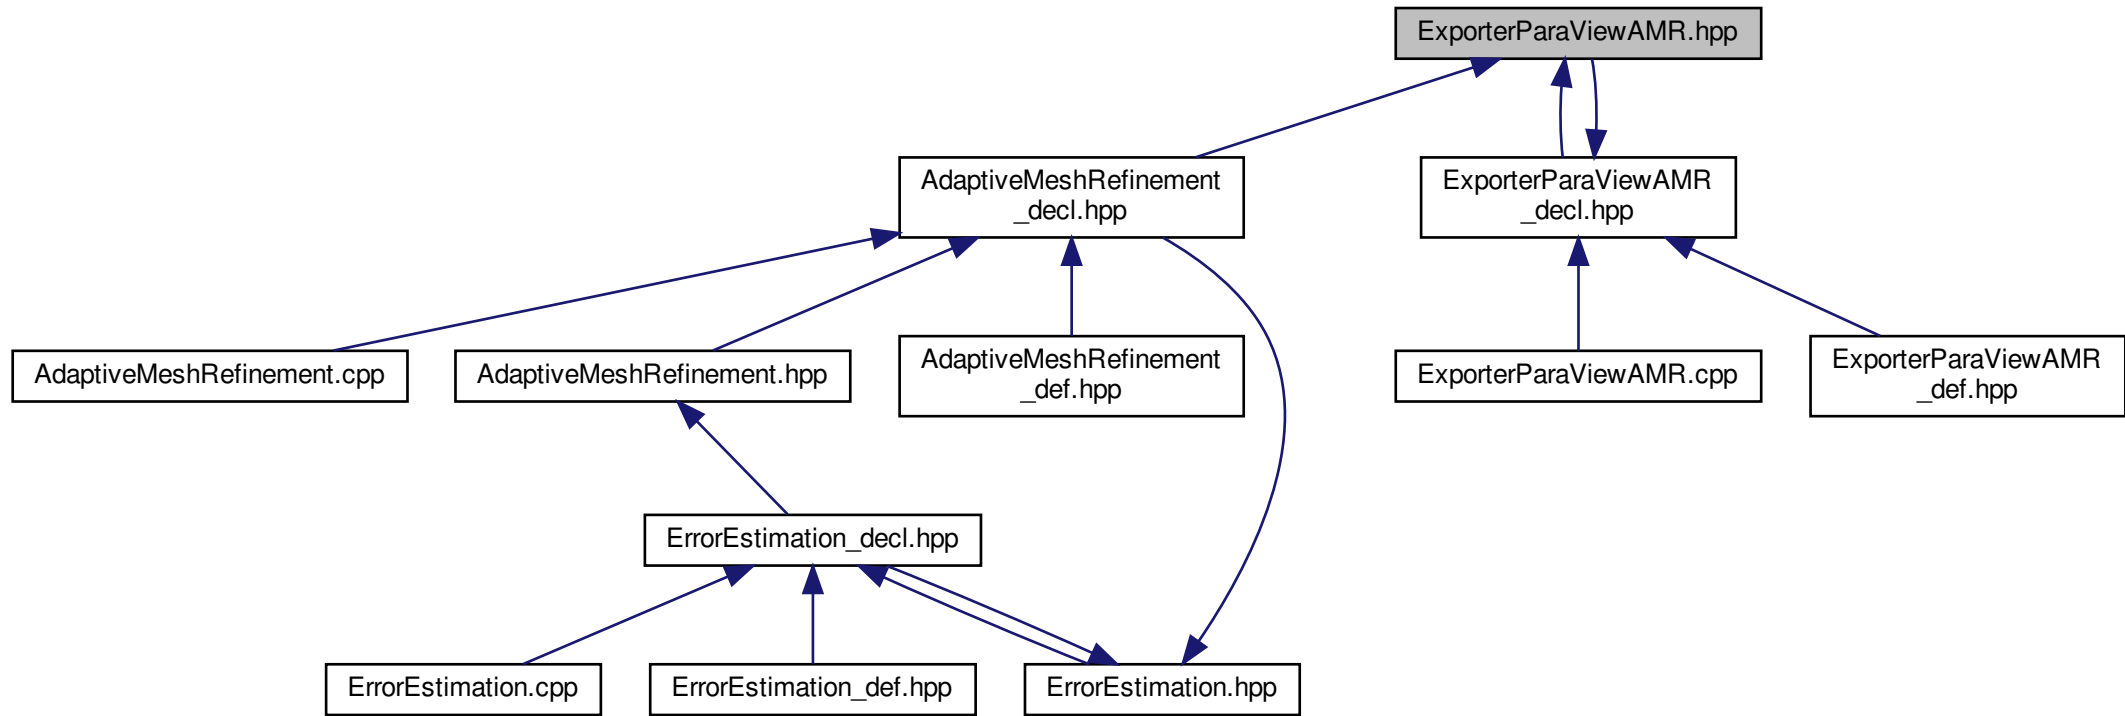 ExporterParaViewAMR.hpp
AdaptiveMeshRefinement
_decl.hpp
ExporterParaViewAMR
_decl.hpp
AdaptiveMeshRefinement.cpp
AdaptiveMeshRefinement.hpp
AdaptiveMeshRefinement
_def.hpp
ExporterParaViewAMR.cpp
ExporterParaViewAMR
_def.hpp
ErrorEstimation_decl.hpp
ErrorEstimation.cpp
ErrorEstimation_def.hpp
ErrorEstimation.hpp